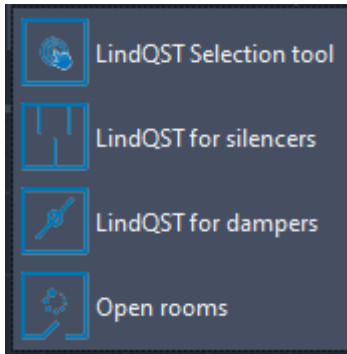 LindQST Selection tool
LindQST for silencers
LindQST for dampers
Open rooms